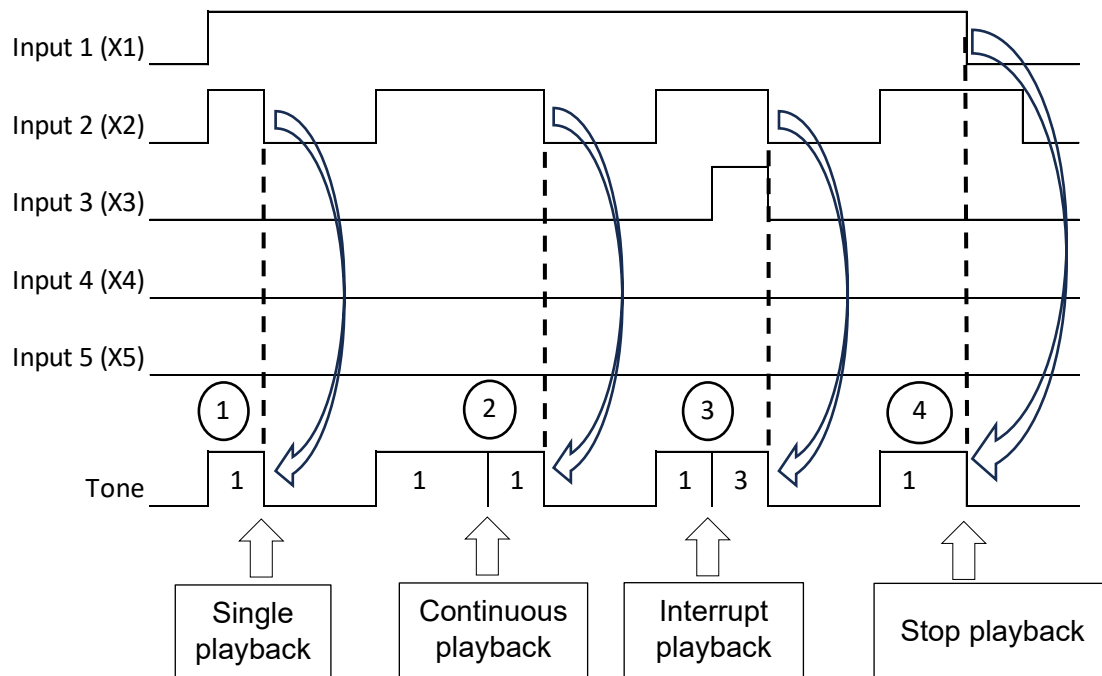 Input 1 (X1)
Input 2 (X2)
Input 3 (X3)
Input 4 (X4)
Input 5 (X5)
1 2 3 4
Tone 1 1 1 1 3 1
Single
playback
Continuous
playback
Interrupt
playback
Stop playback